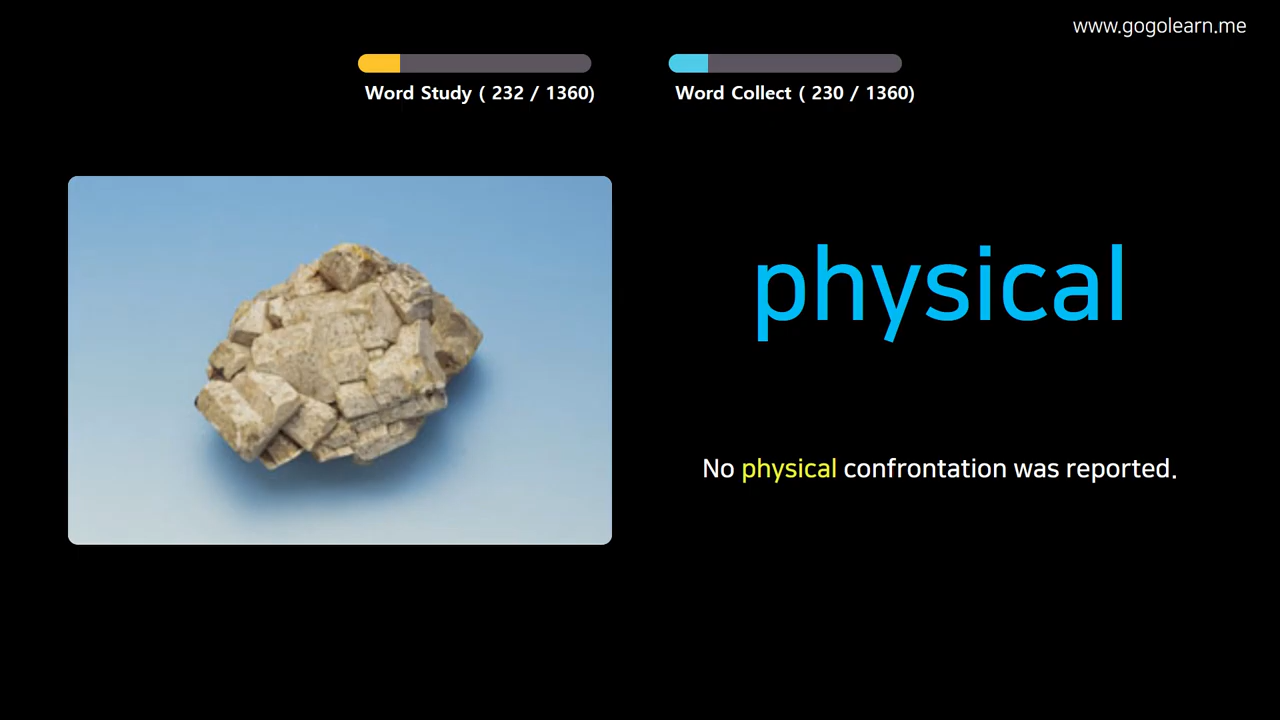 www.gogolearn.me
Word Study ( 232 / 1360)
Word Collect ( 230 / 1360)
physical
No physical confrontation was reported.